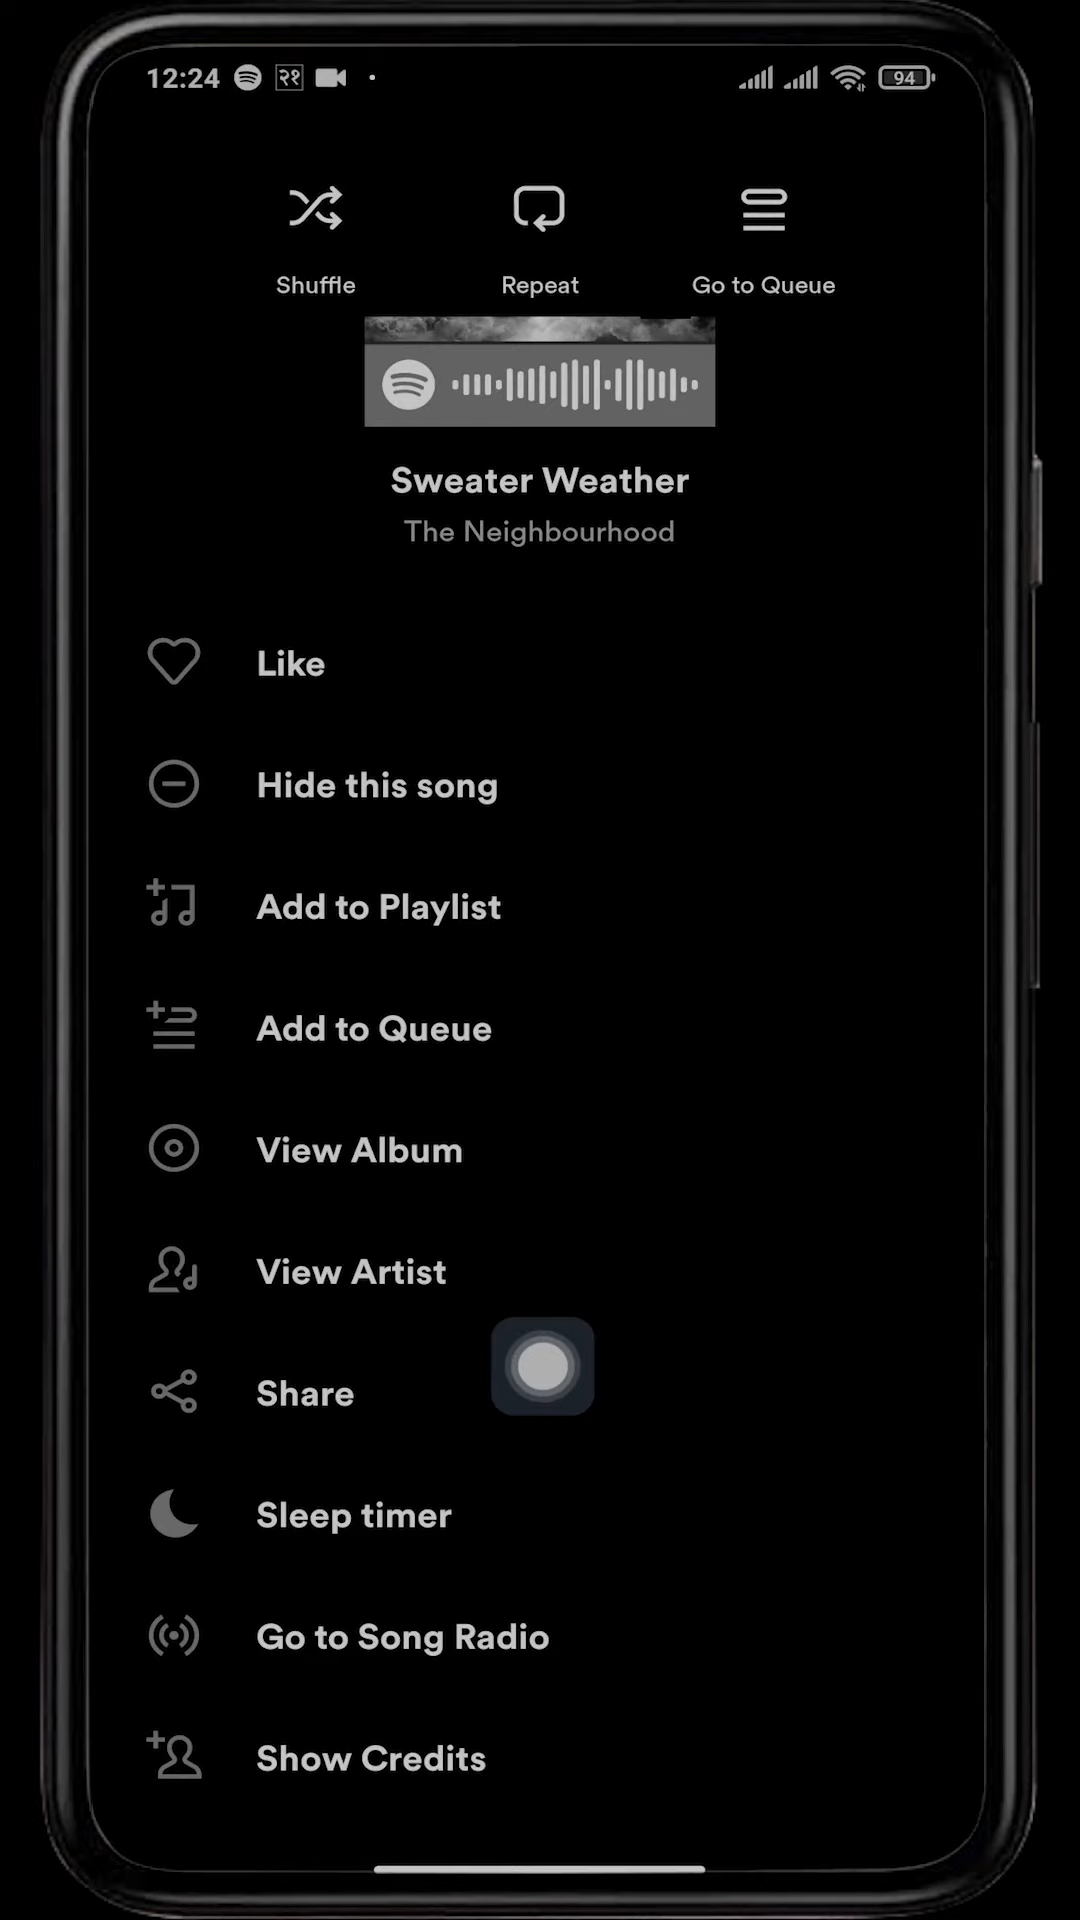 12:24 २१ 94
Shuffle Repeat Go to Queue
Sweater Weather
The Neighbourhood
Like
Hide this song
Add to Playlist
Add to Queue
View Album
View Artist
Share
Sleep timer
Go to Song Radio
Show Credits